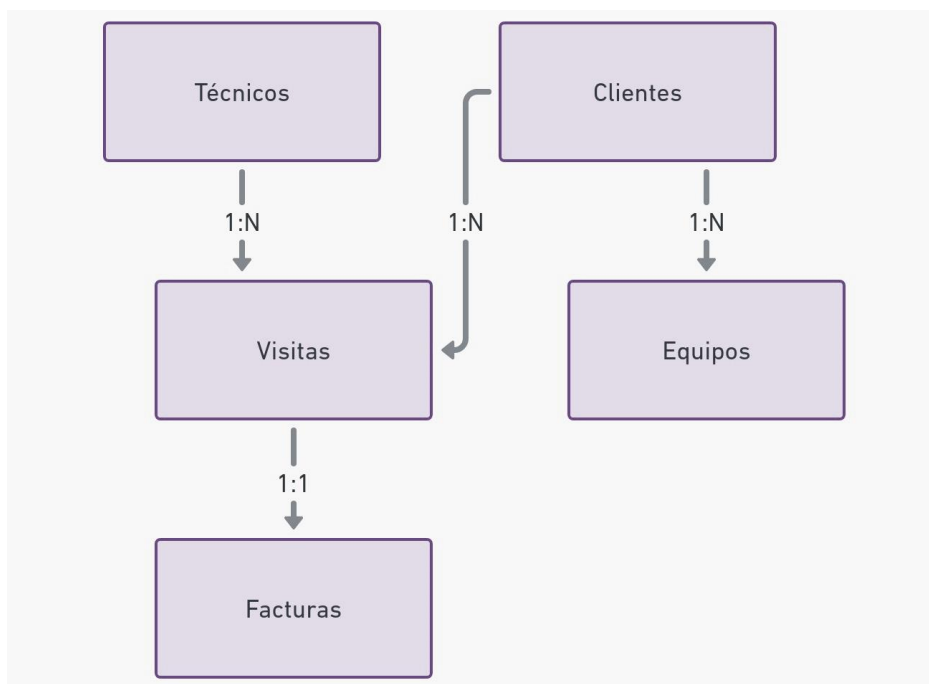 Técnicos
Clientes
1:N
1:N
1:N
Visitas
Equipos
1:1
Facturas